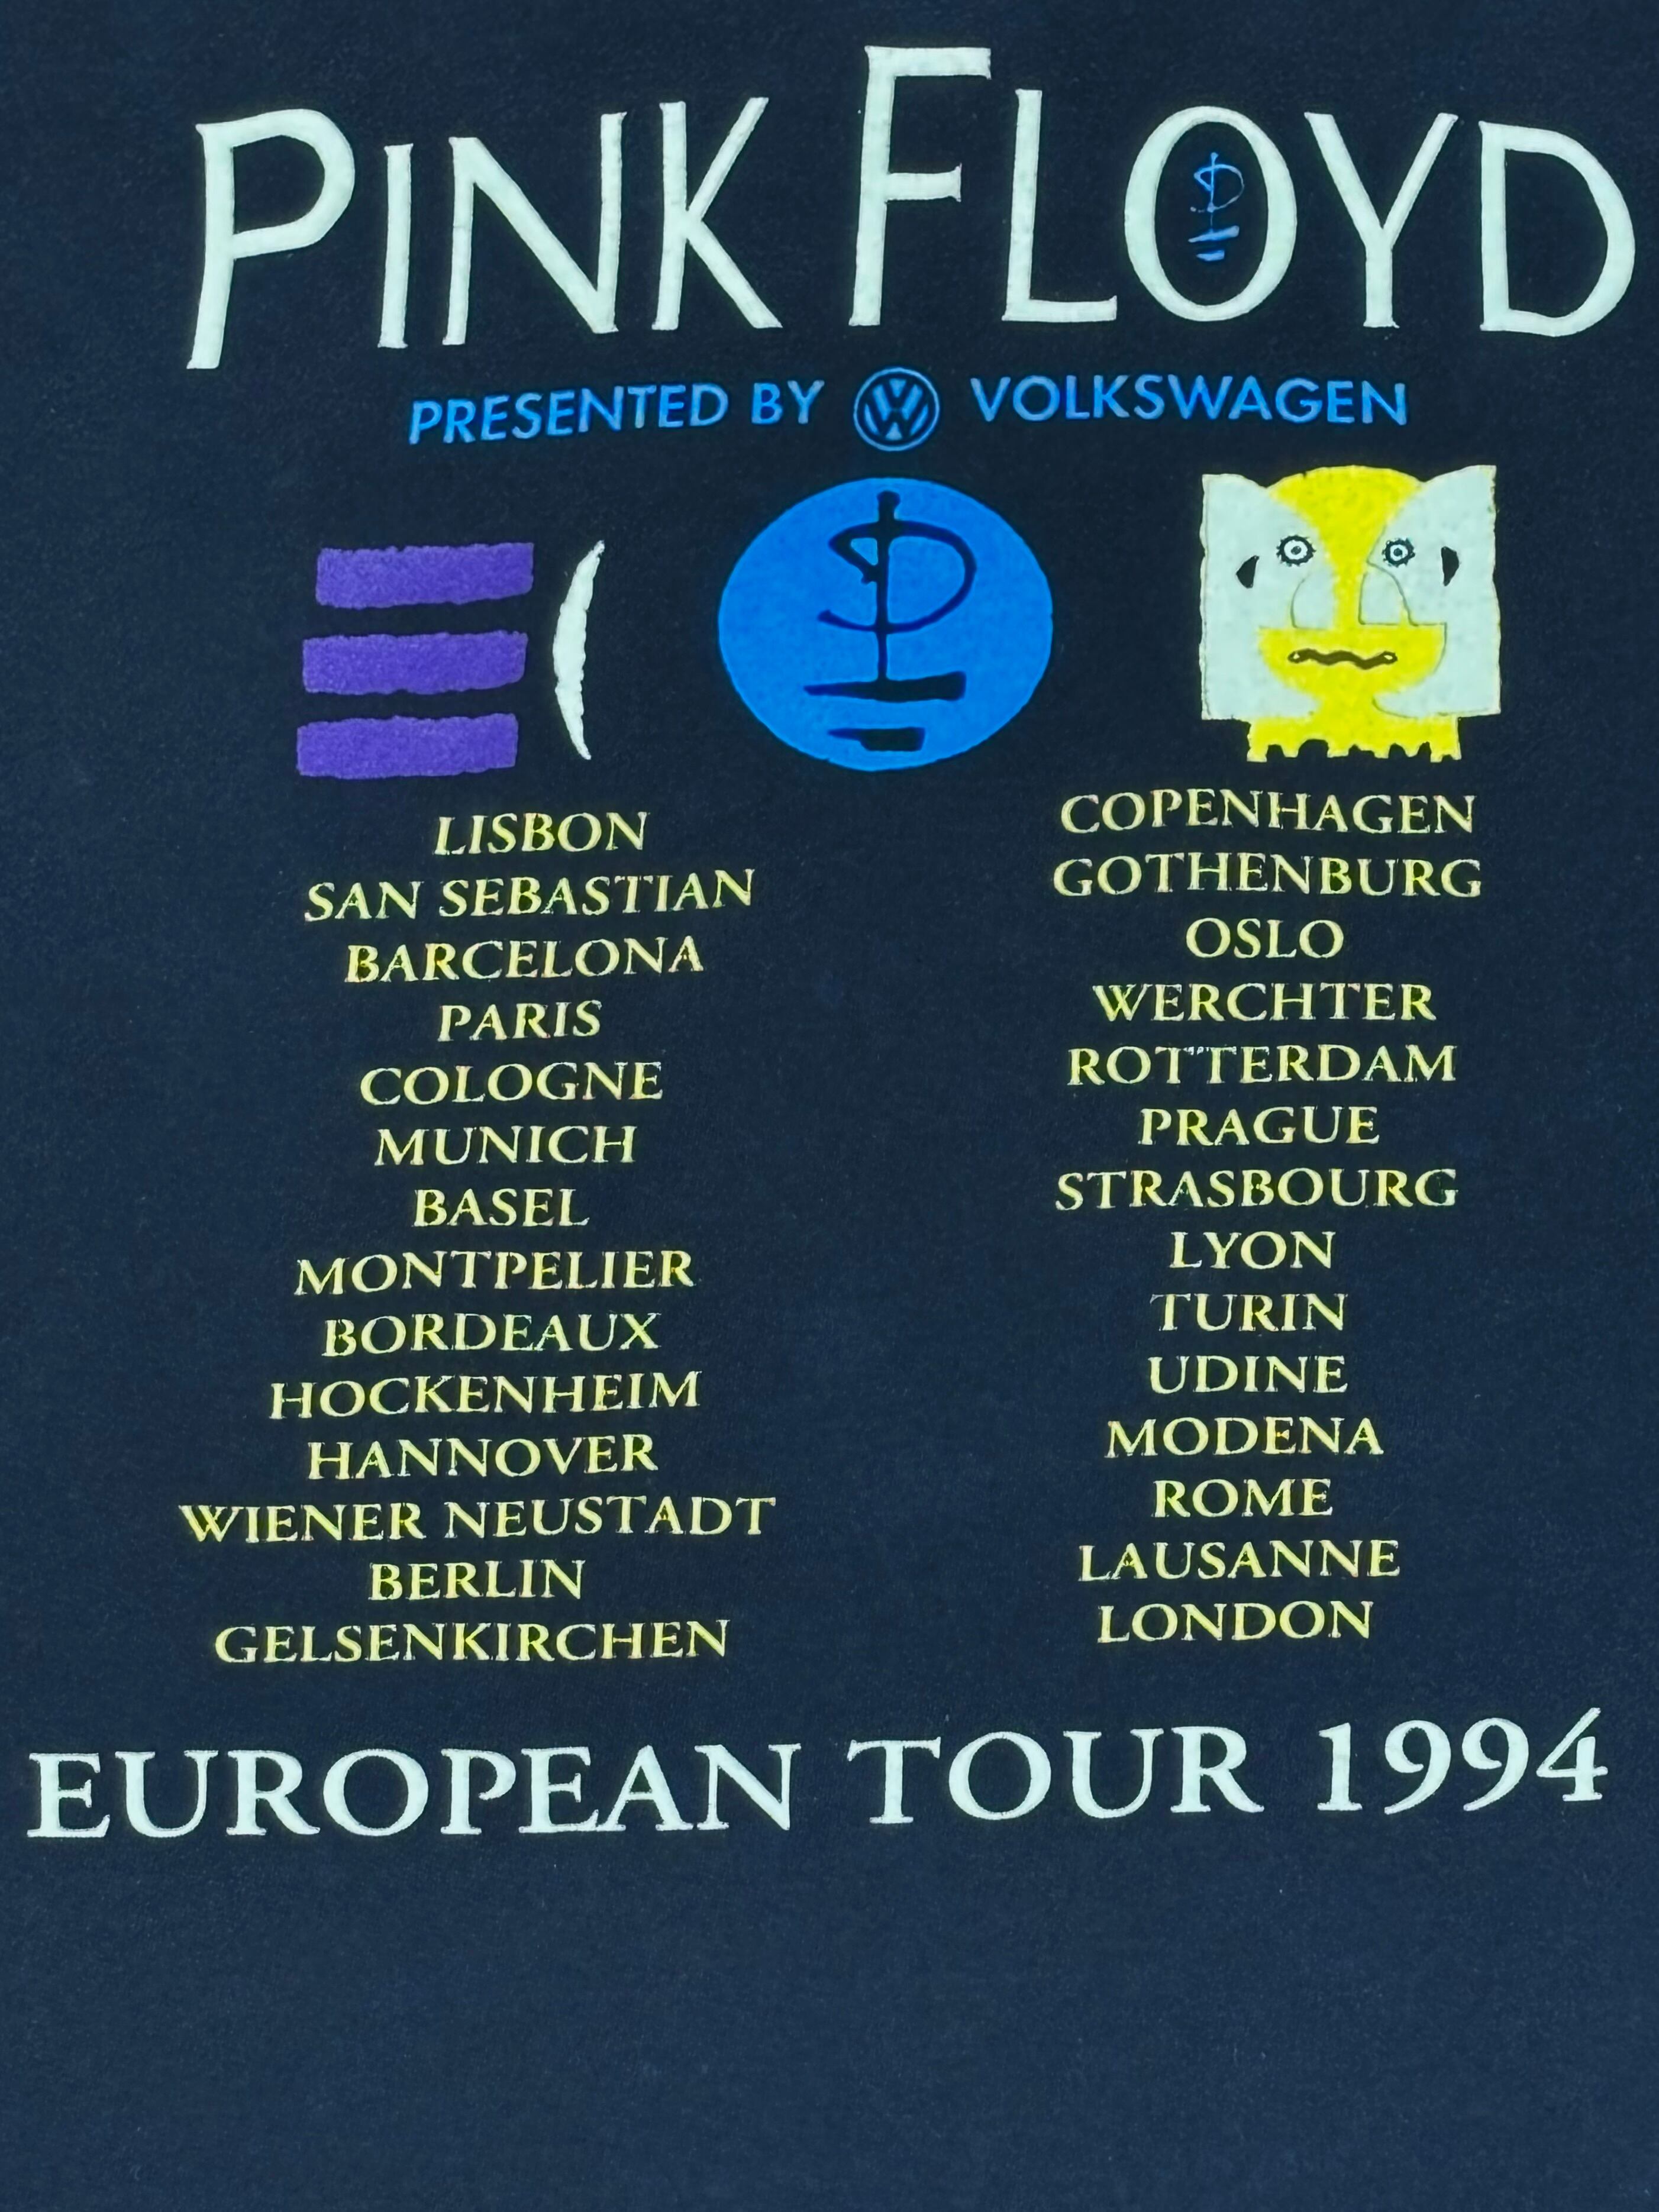 PINK FLOYD
PRESENTED BY VOLKSWAGEN
LISBON
SAN SEBASTIAN
BARCELONA
PARIS
COLOGNE
MUNICH
BASEL
MONTPELIER
BORDEAUX
HOCKENHEIM
HANNOVER
WIENER NEUSTADT
BERLIN
GELSENKIRCHEN
COPENHAGEN
GOTHENBURG
OSLO
WERCHTER
ROTTERDAM
PRAGUE
STRASBOURG
LYON
TURIN
UDINE
MODENA
ROME
LAUSANNE
LONDON
EUROPEAN TOUR 1994